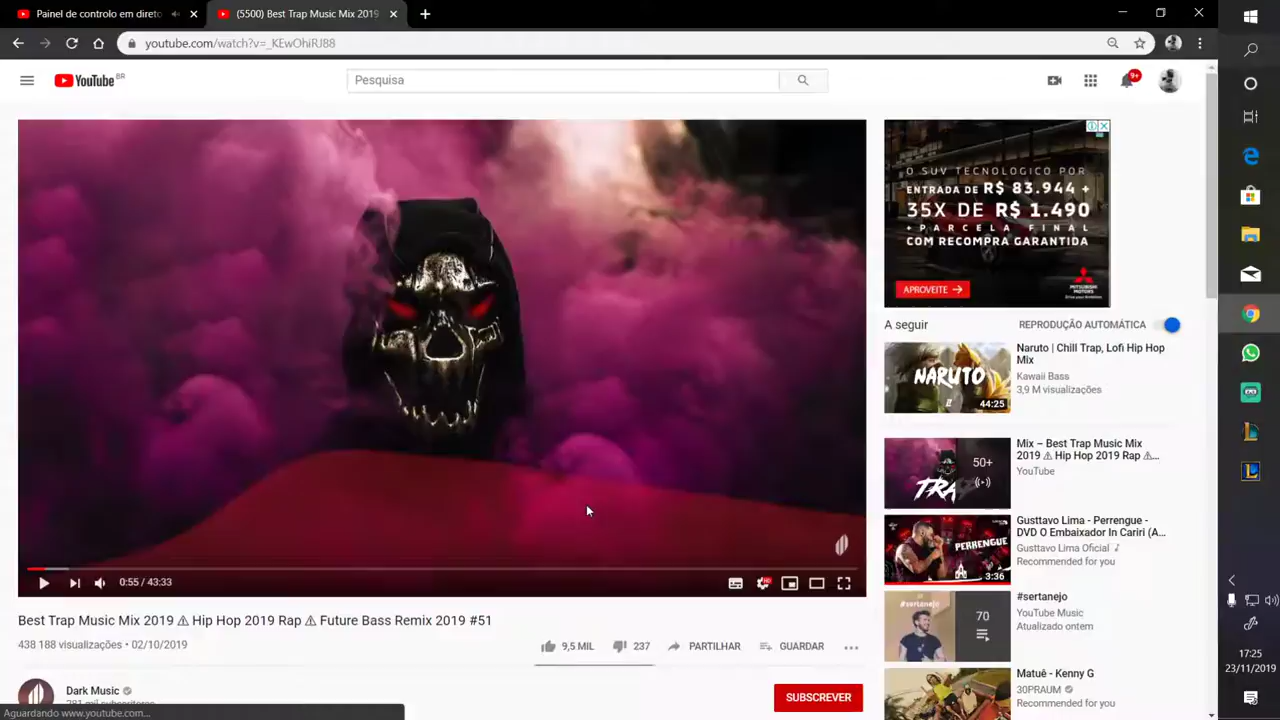 Painel de controlo em direto
(5500) Best Trap Music Mix 2019
youtube.com/watch?v=_KEwOhiRJ88
YouTube BR
Pesquisa
9+
O SUV TECNOLÓGICO POR
ENTRADA DE R$ 83.944 +
35X DE R$ 1.490
+ PARCELA FINAL
COM RECOMPRA GARANTIDA
APROVEITE
MITSUBISHI
MOTORS
A seguir
REPRODUÇÃO AUTOMÁTICA
NARUTO
44:25
Naruto | Chill Trap, Lofi Hip Hop
Mix
Kawaii Bass
3,9 M visualizações
50+
TRA
Mix – Best Trap Music Mix
2019 ⚠ Hip Hop 2019 Rap ⚠...
YouTube
PERRENGUE
3:36
Gusttavo Lima - Perrengue -
DVD O Embaixador In Cariri (A...
Gusttavo Lima Oficial
Recommended for you
#sertanejo
70
#sertanejo
YouTube Music
Atualizado ontem
Matuê - Kenny G
30PRAUM
Recommended for you
0:55 / 43:33
HD
Best Trap Music Mix 2019 ⚠ Hip Hop 2019 Rap ⚠ Future Bass Remix 2019 #51
438 188 visualizações • 02/10/2019
9,5 MIL
237
PARTILHAR
GUARDAR
Dark Music
SUBSCREVER
Aguardando www.youtube.com...
17:25
23/11/2019